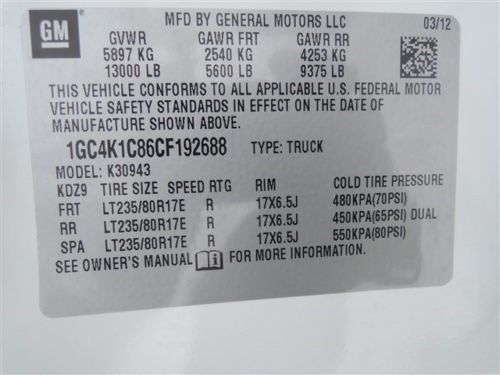 GM
MFD BY GENERAL MOTORS LLC 03/12
GVWR GAWR FRT GAWR RR
5897 KG 2540 KG 4253 KG
13000 LB 5600 LB 9375 LB
THIS VEHICLE CONFORMS TO ALL APPLICABLE U.S. FEDERAL MOTOR
VEHICLE SAFETY STANDARDS IN EFFECT ON THE DATE OF
MANUFACTURE SHOWN ABOVE.
1GC4K1C86CF192688 TYPE: TRUCK
MODEL: K30943
KDZ9 TIRE SIZE SPEED RTG RIM COLD TIRE PRESSURE
FRT LT235/80R17E R 17X6.5J 480KPA(70PSI)
RR LT235/80R17E R 17X6.5J 450KPA(65PSI) DUAL
SPA LT235/80R17E R 17X6.5J 550KPA(80PSI)
SEE OWNER'S MANUAL FOR MORE INFORMATION.